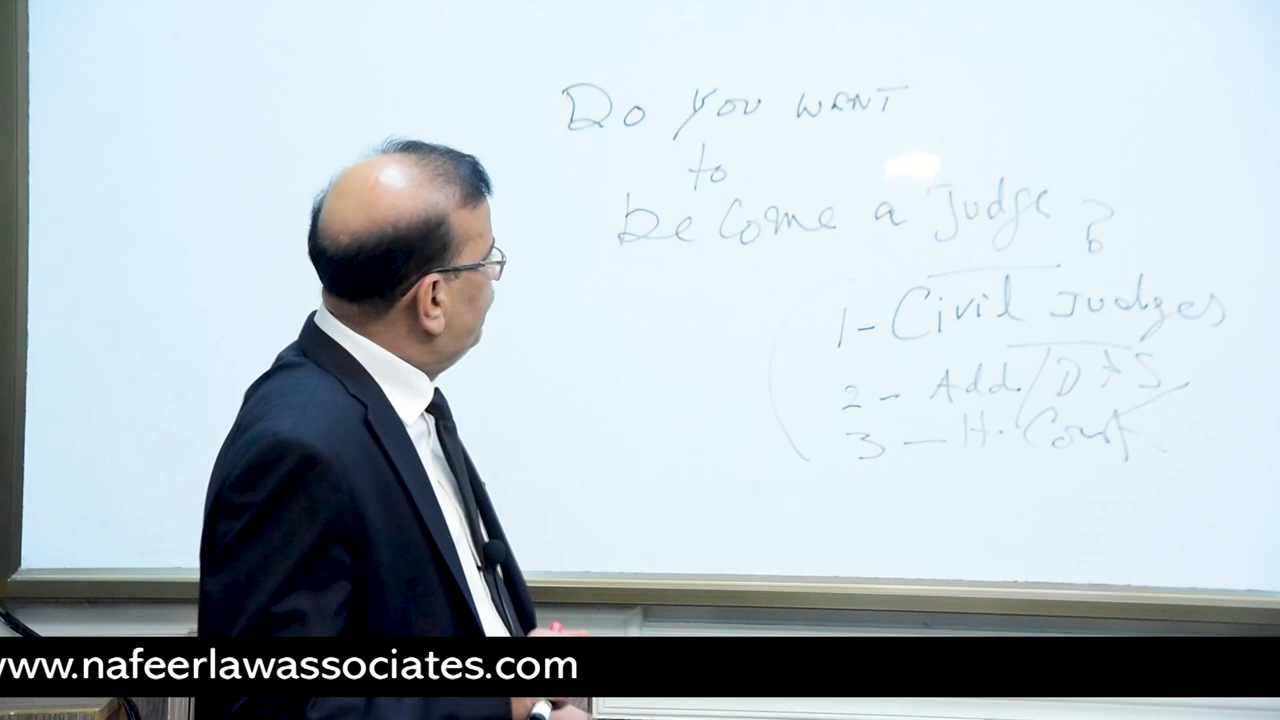 Do you want
to
become a Judge ?
1- Civil Judges
2 - Add/D & S
3 - H. Court
www.nafeerlawassociates.com